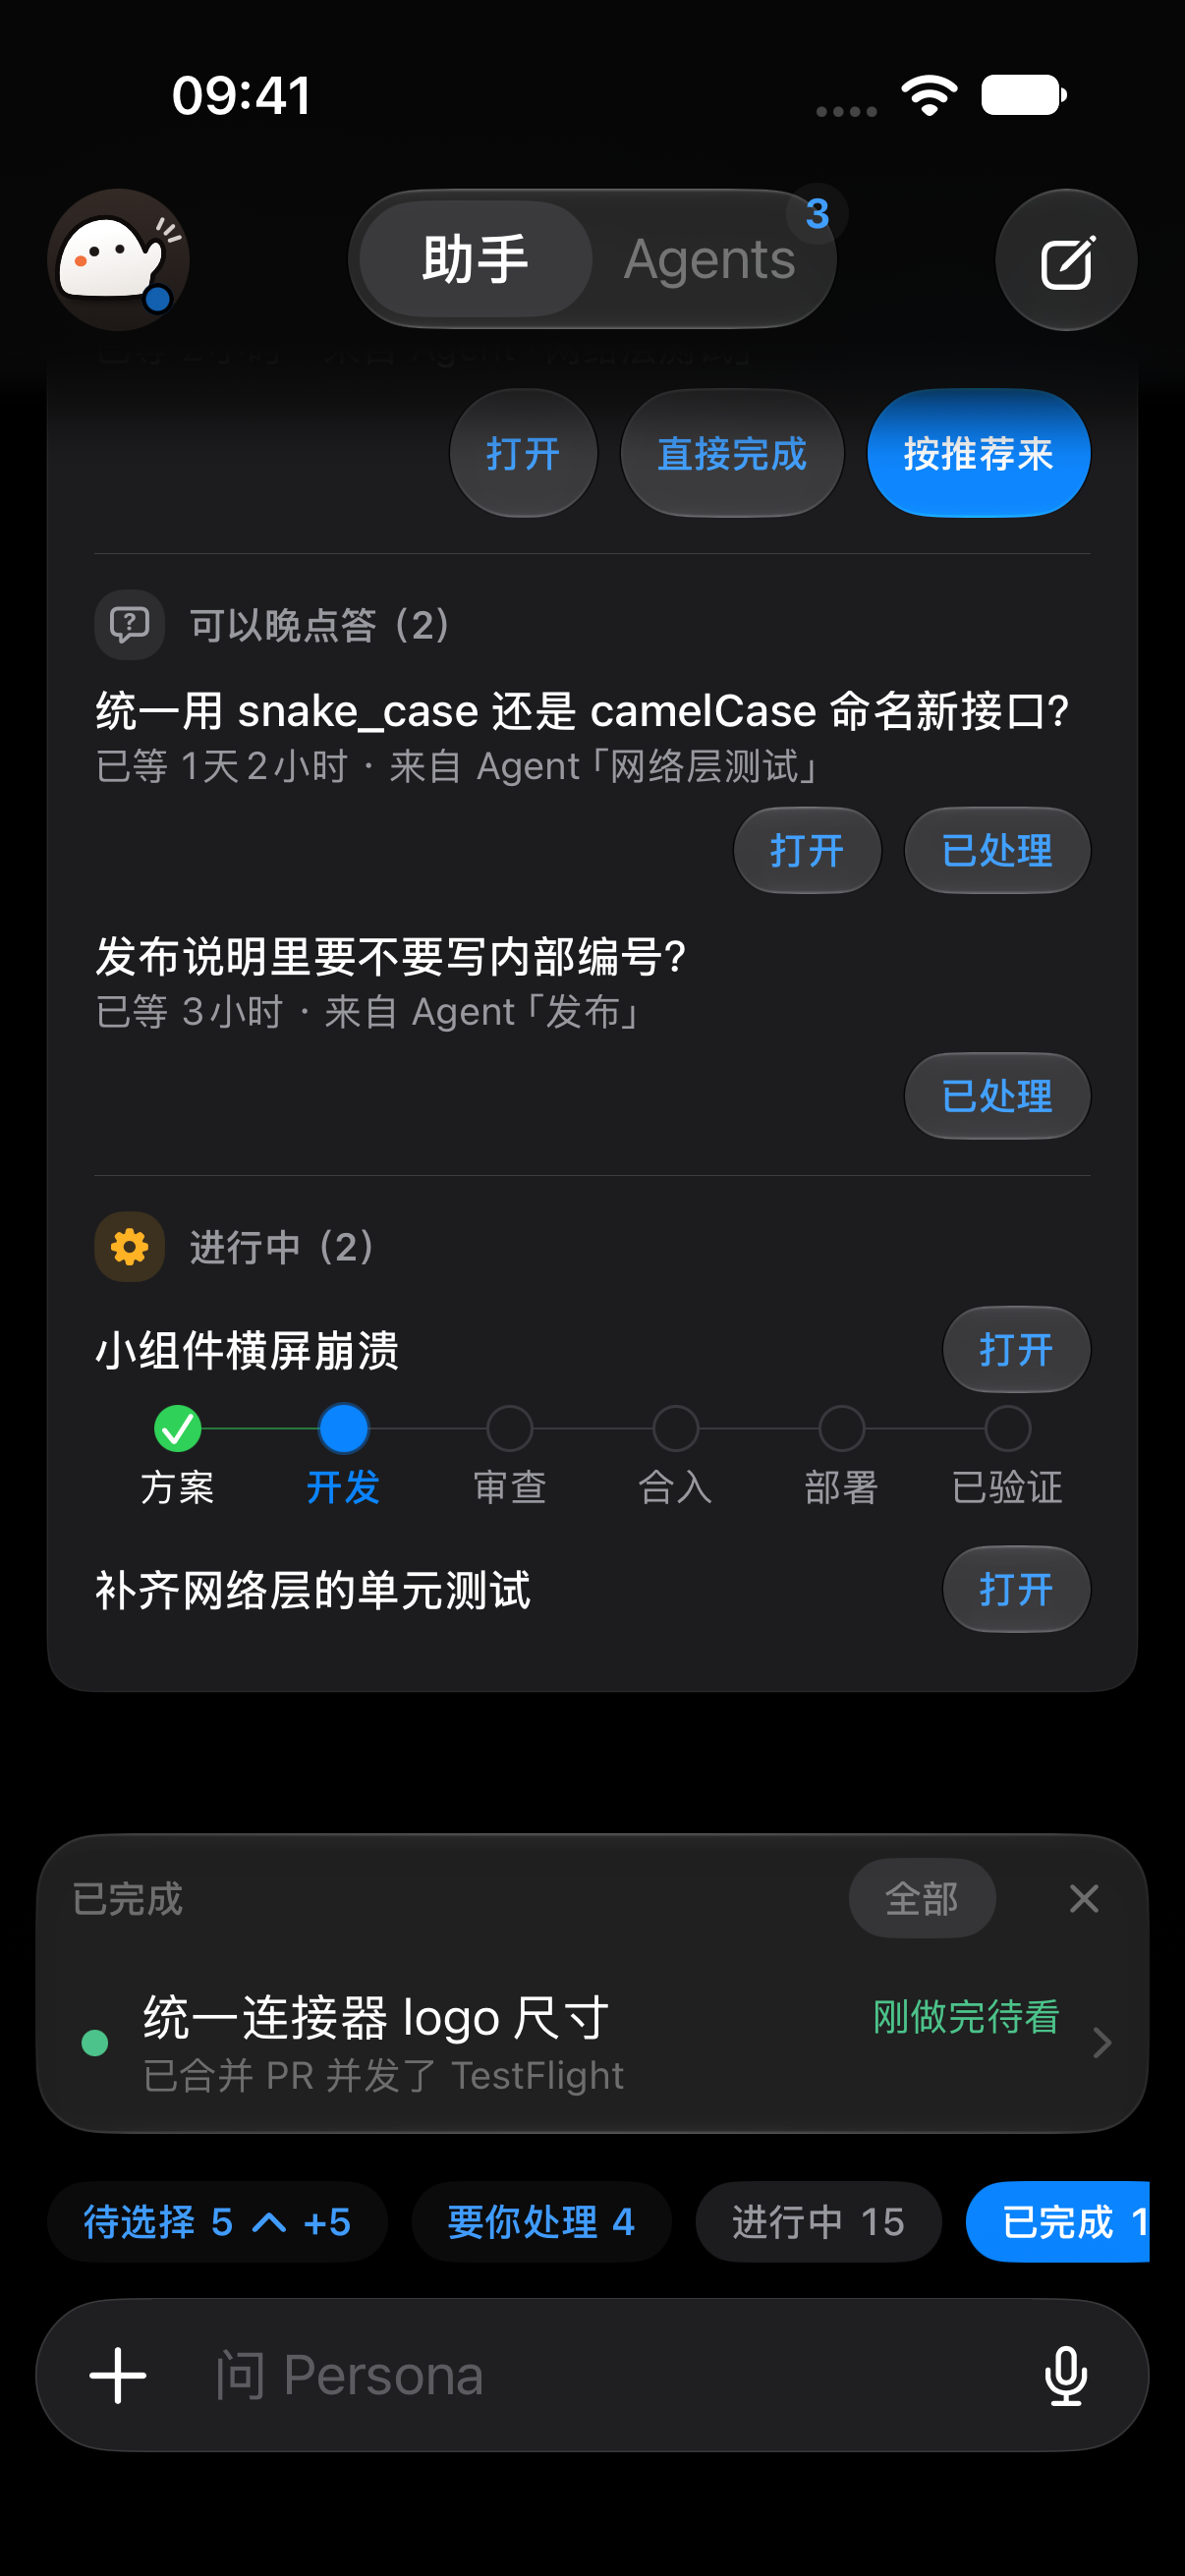 09:41
助手
Agents
3
打开
直接完成
按推荐来
可以晚点答（2）
统一用 snake_case 还是 camelCase 命名新接口?
已等 1天2小时 · 来自 Agent「网络层测试」
打开
已处理
发布说明里要不要写内部编号?
已等 3小时 · 来自 Agent「发布」
已处理
进行中（2）
小组件横屏崩溃
打开
方案
开发
审查
合入
部署
已验证
补齐网络层的单元测试
打开
已完成
全部
统一连接器 logo 尺寸
刚做完待看
已合并 PR 并发了 TestFlight
待选择 5 +5
要你处理 4
进行中 15
已完成 1
问 Persona